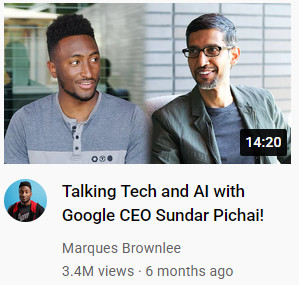 14:20
Talking Tech and AI with
Google CEO Sundar Pichai!
Marques Brownlee
3.4M views · 6 months ago